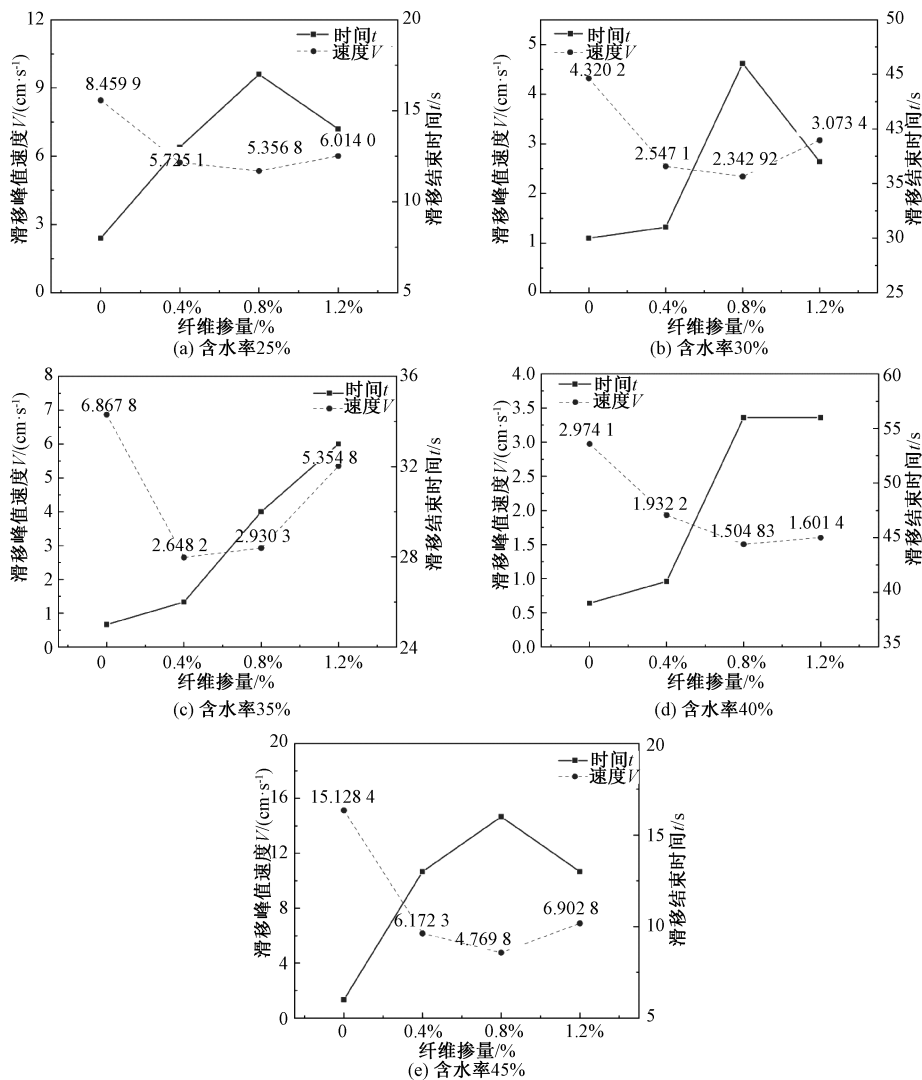 12
9
6
3
0
滑移峰值速度V/(cm·s⁻¹)
8.459 9
5.725 1
5.356 8
6.014 0
时间t
速度V
20
15
10
5
滑移结束时间t/s
0 0.4% 0.8% 1.2%
纤维掺量/%
(a) 含水率25%
5
4
3
2
1
0
滑移峰值速度V/(cm·s⁻¹)
4.320 2
2.547 1
2.342 92
3.073 4
时间t
速度V
50
45
43
35
30
25
滑移结束时间t/s
0 0.4% 0.8% 1.2%
纤维掺量/%
(b) 含水率30%
8
7
6
5
4
3
2
1
0
滑移峰值速度V/(cm·s⁻¹)
6.867 8
2.648 2
2.930 3
5.354 8
时间t
速度V
36
32
28
24
滑移结束时间t/s
0 0.4% 0.8% 1.2%
纤维掺量/%
(c) 含水率35%
4.0
3.5
3.0
2.5
2.0
1.5
1.0
0.5
0.0
滑移峰值速度V/(cm·s⁻¹)
2.974 1
1.932 2
1.504 83
1.601 4
时间t
速度V
60
55
50
45
40
35
滑移结束时间t/s
0 0.4% 0.8% 1.2%
纤维掺量/%
(d) 含水率40%
20
16
12
8
4
0
滑移峰值速度V/(cm·s⁻¹)
15.128 4
6.172 3
4.769 8
6.902 8
时间t
速度V
20
15
10
5
滑移结束时间t/s
0 0.4% 0.8% 1.2%
纤维掺量/%
(e) 含水率45%